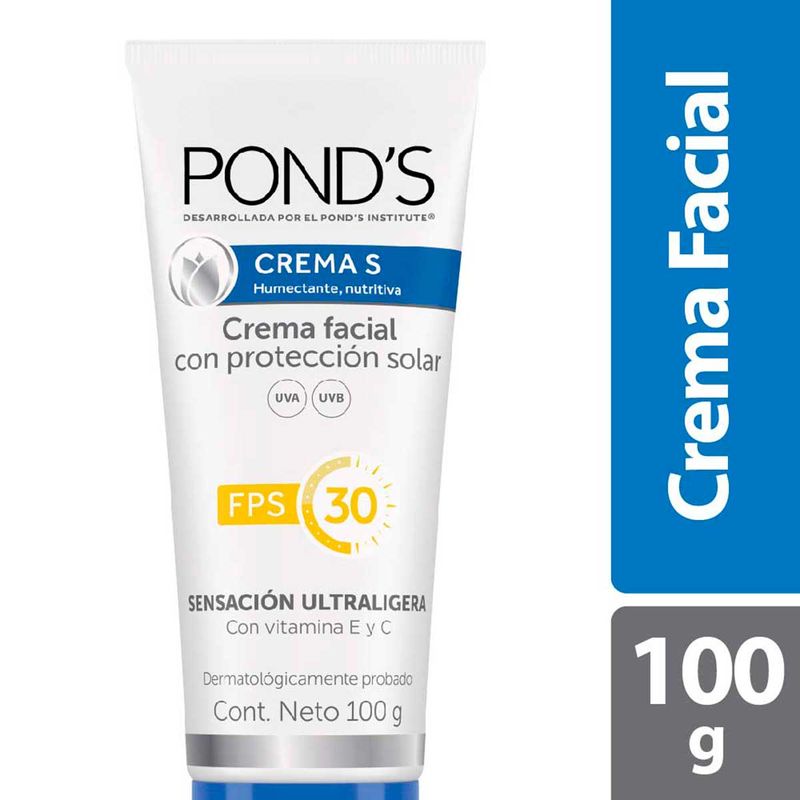 POND'S
DESARROLLADA POR EL POND'S INSTITUTE®
CREMA S
Humectante, nutritiva
Crema facial
con protección solar
UVA UVB
FPS 30
SENSACIÓN ULTRALIGERA
Con vitamina E y C
Dermatológicamente probado
Cont. Neto 100 g
Crema Facial
100
g